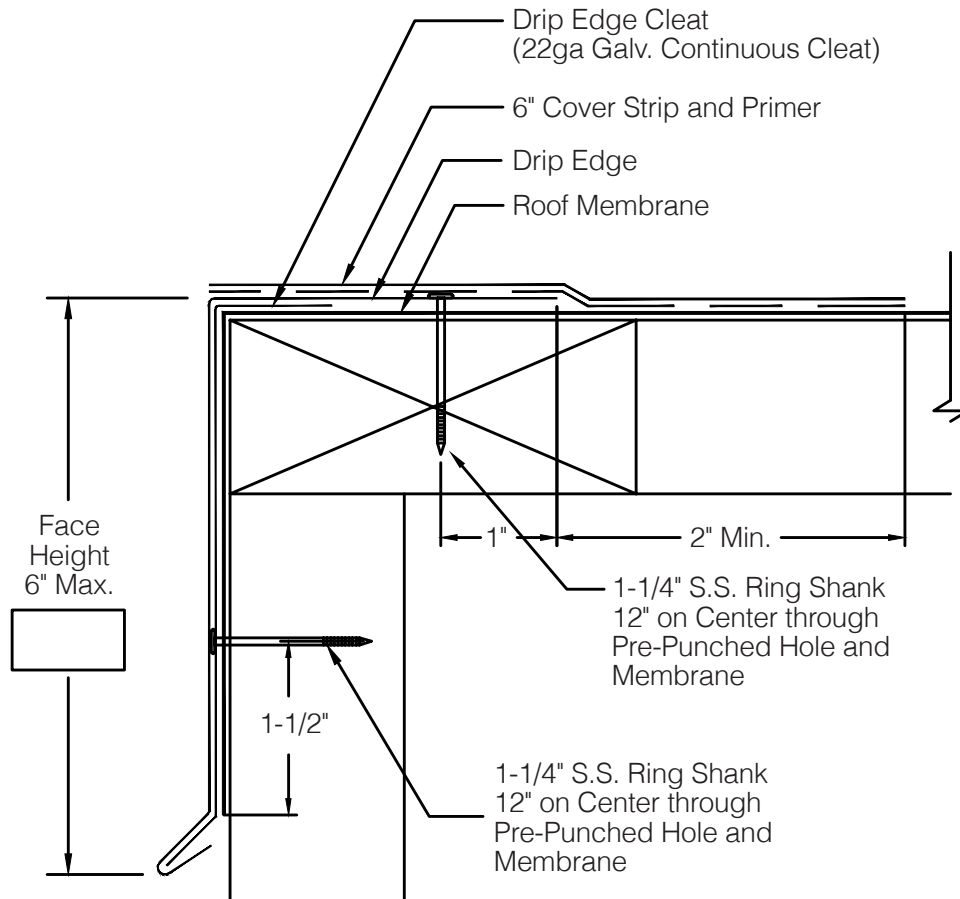 Drip Edge Cleat
(22ga Galv. Continuous Cleat)
6" Cover Strip and Primer
Drip Edge
Roof Membrane
Face
Height
6" Max.
1"
2" Min.
1-1/4" S.S. Ring Shank
12" on Center through
Pre-Punched Hole and
Membrane
1-1/2"
1-1/4" S.S. Ring Shank
12" on Center through
Pre-Punched Hole and
Membrane